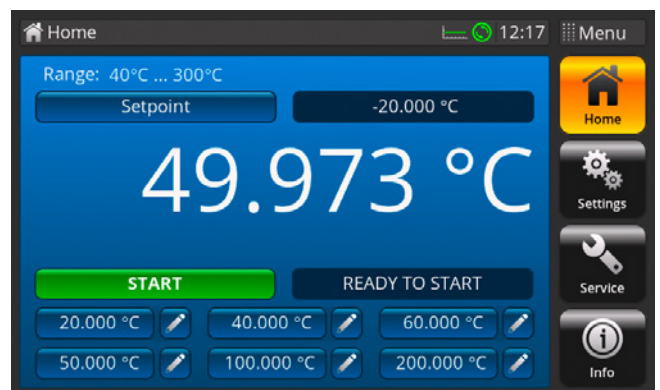 Home 12:17 Menu
Range: 40°C ... 300°C
Setpoint -20.000 °C
Home
49.973 °C
Settings
START READY TO START
Service
20.000 °C 40.000 °C 60.000 °C
50.000 °C 100.000 °C 200.000 °C
Info